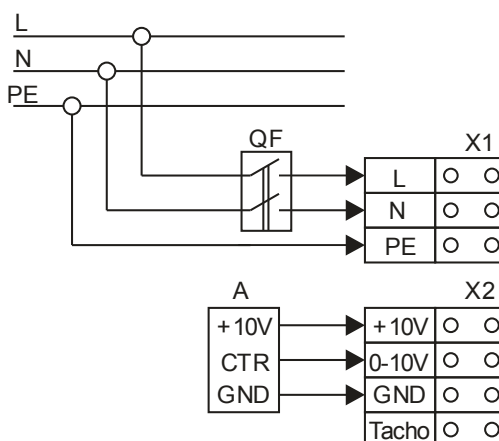 L
N
PE
QF
X1
L
N
PE
A
X2
+10V
+10V
CTR
0-10V
GND
GND
Tacho